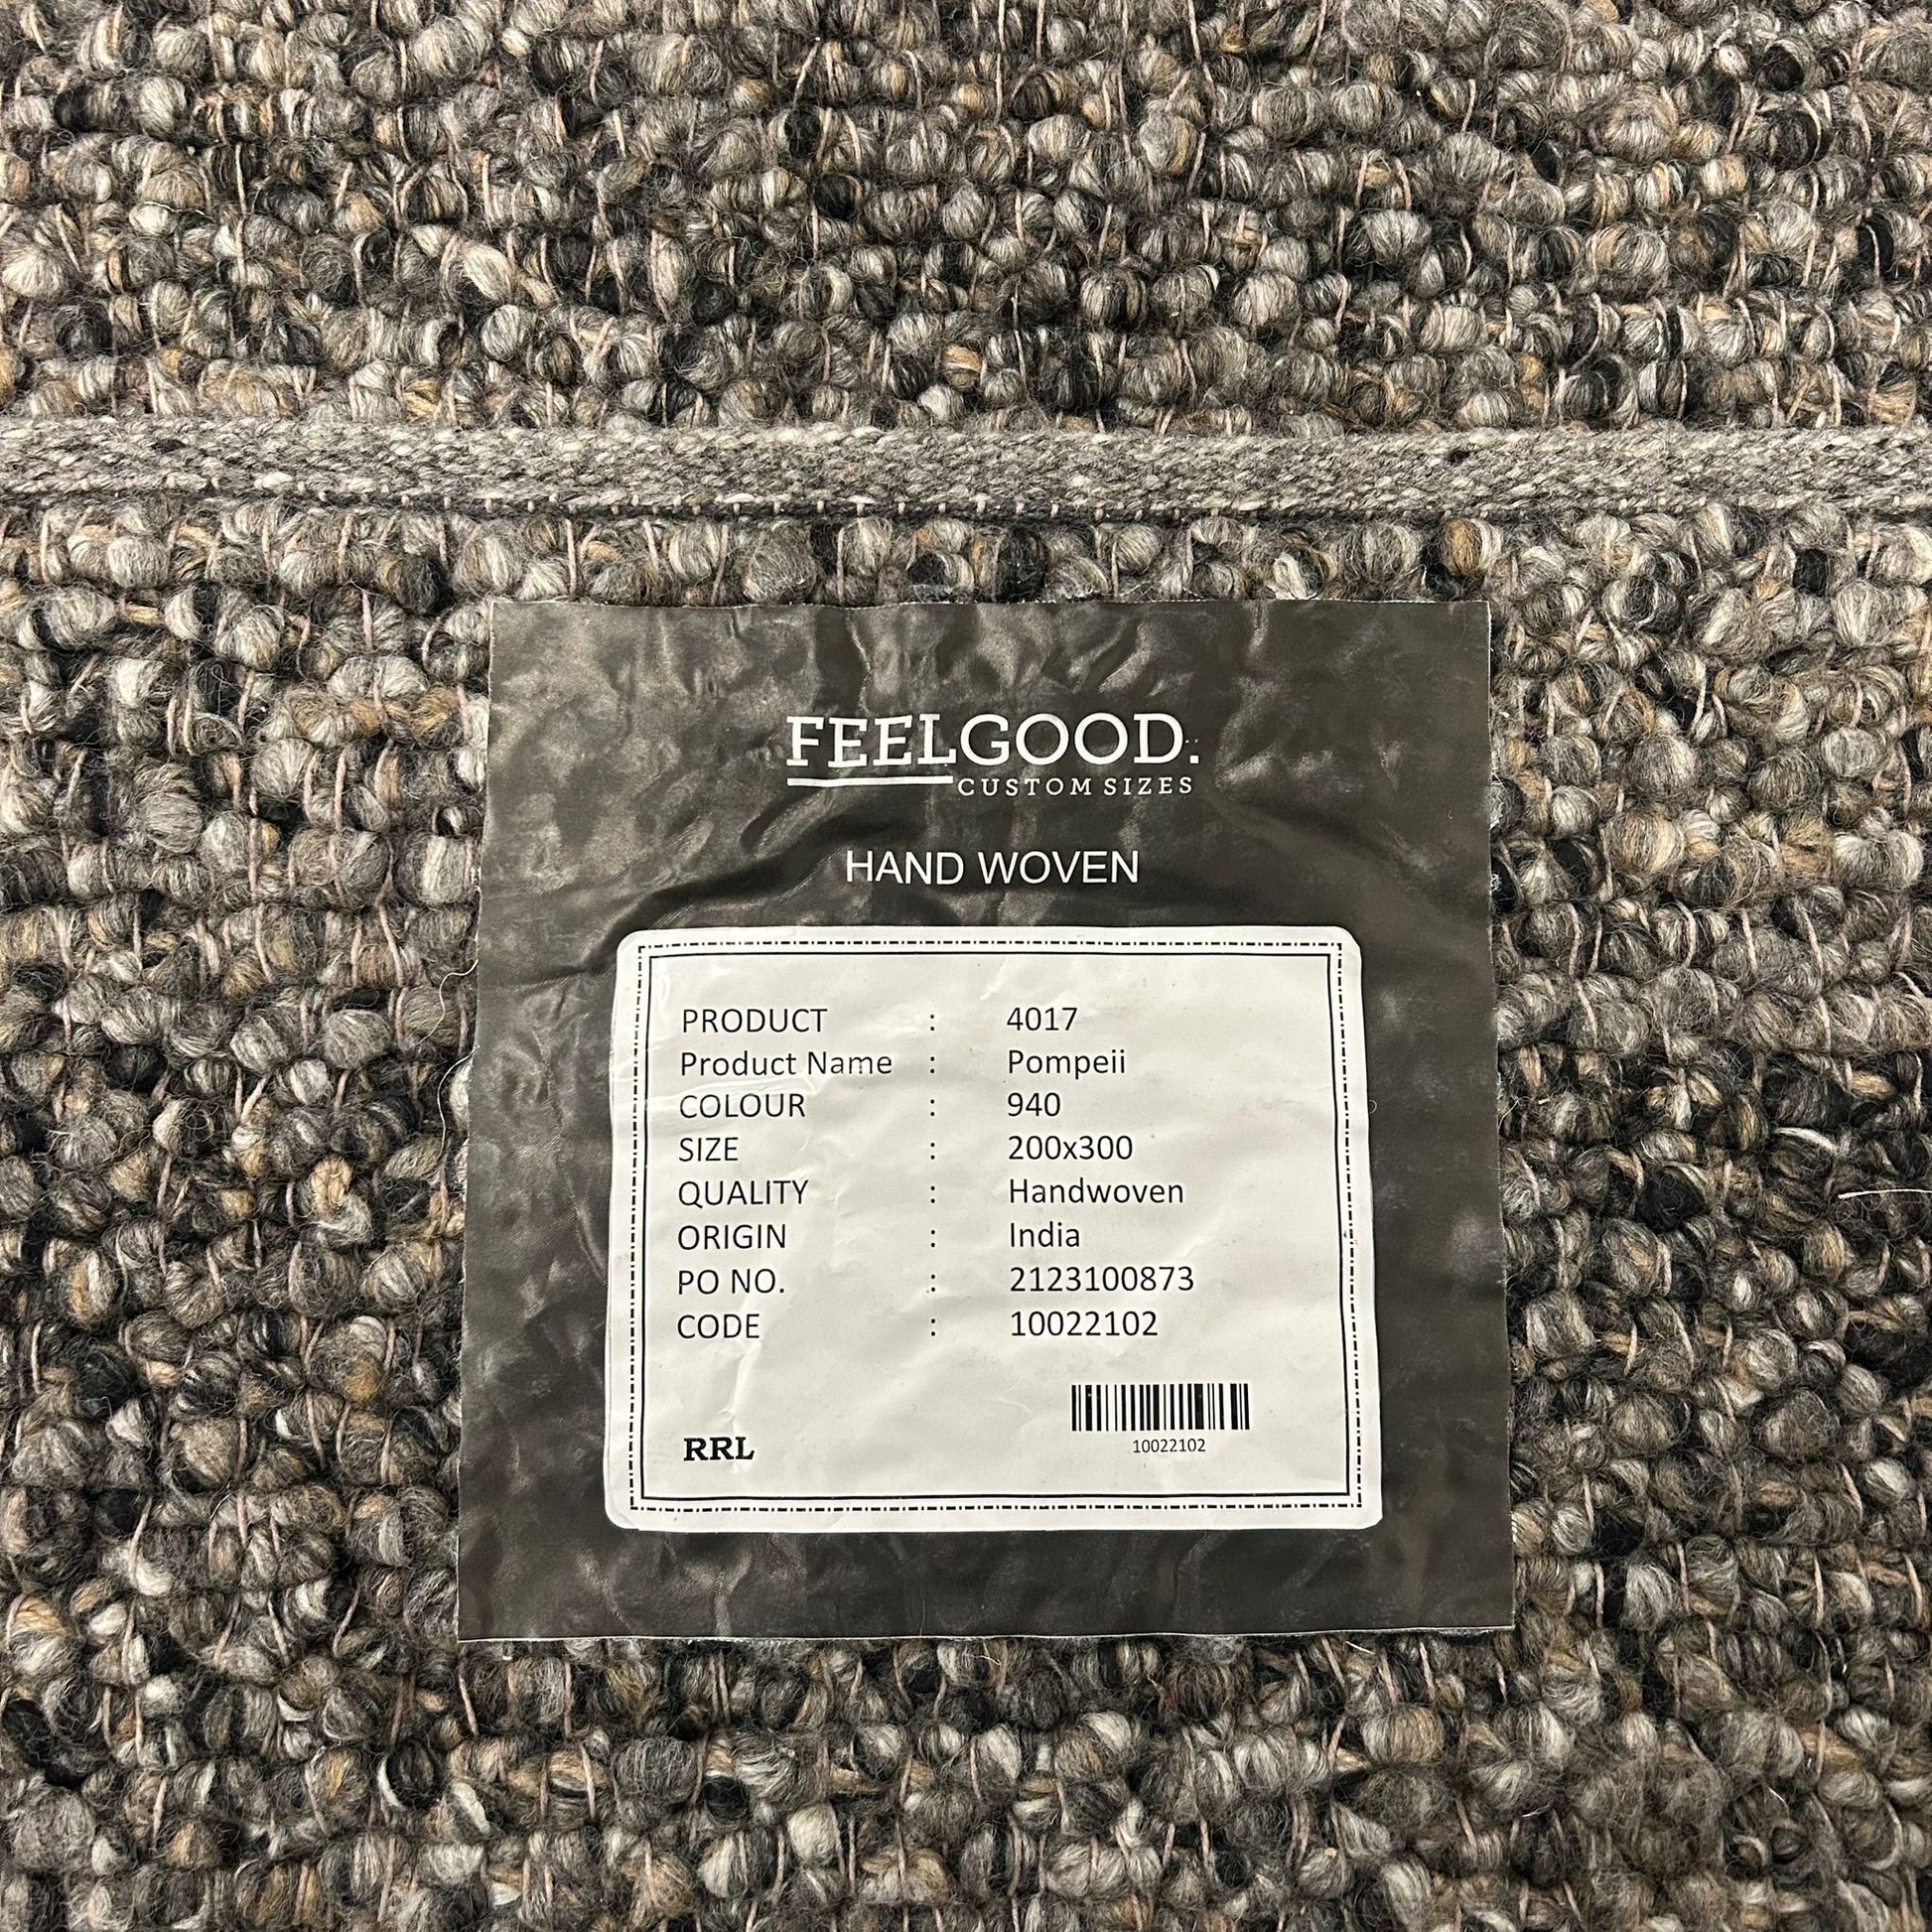 FEELGOOD.
CUSTOM SIZES
HAND WOVEN
PRODUCT : 4017
Product Name : Pompeii
COLOUR : 940
SIZE : 200x300
QUALITY : Handwoven
ORIGIN : India
PO NO. : 2123100873
CODE : 10022102
10022102
RRL